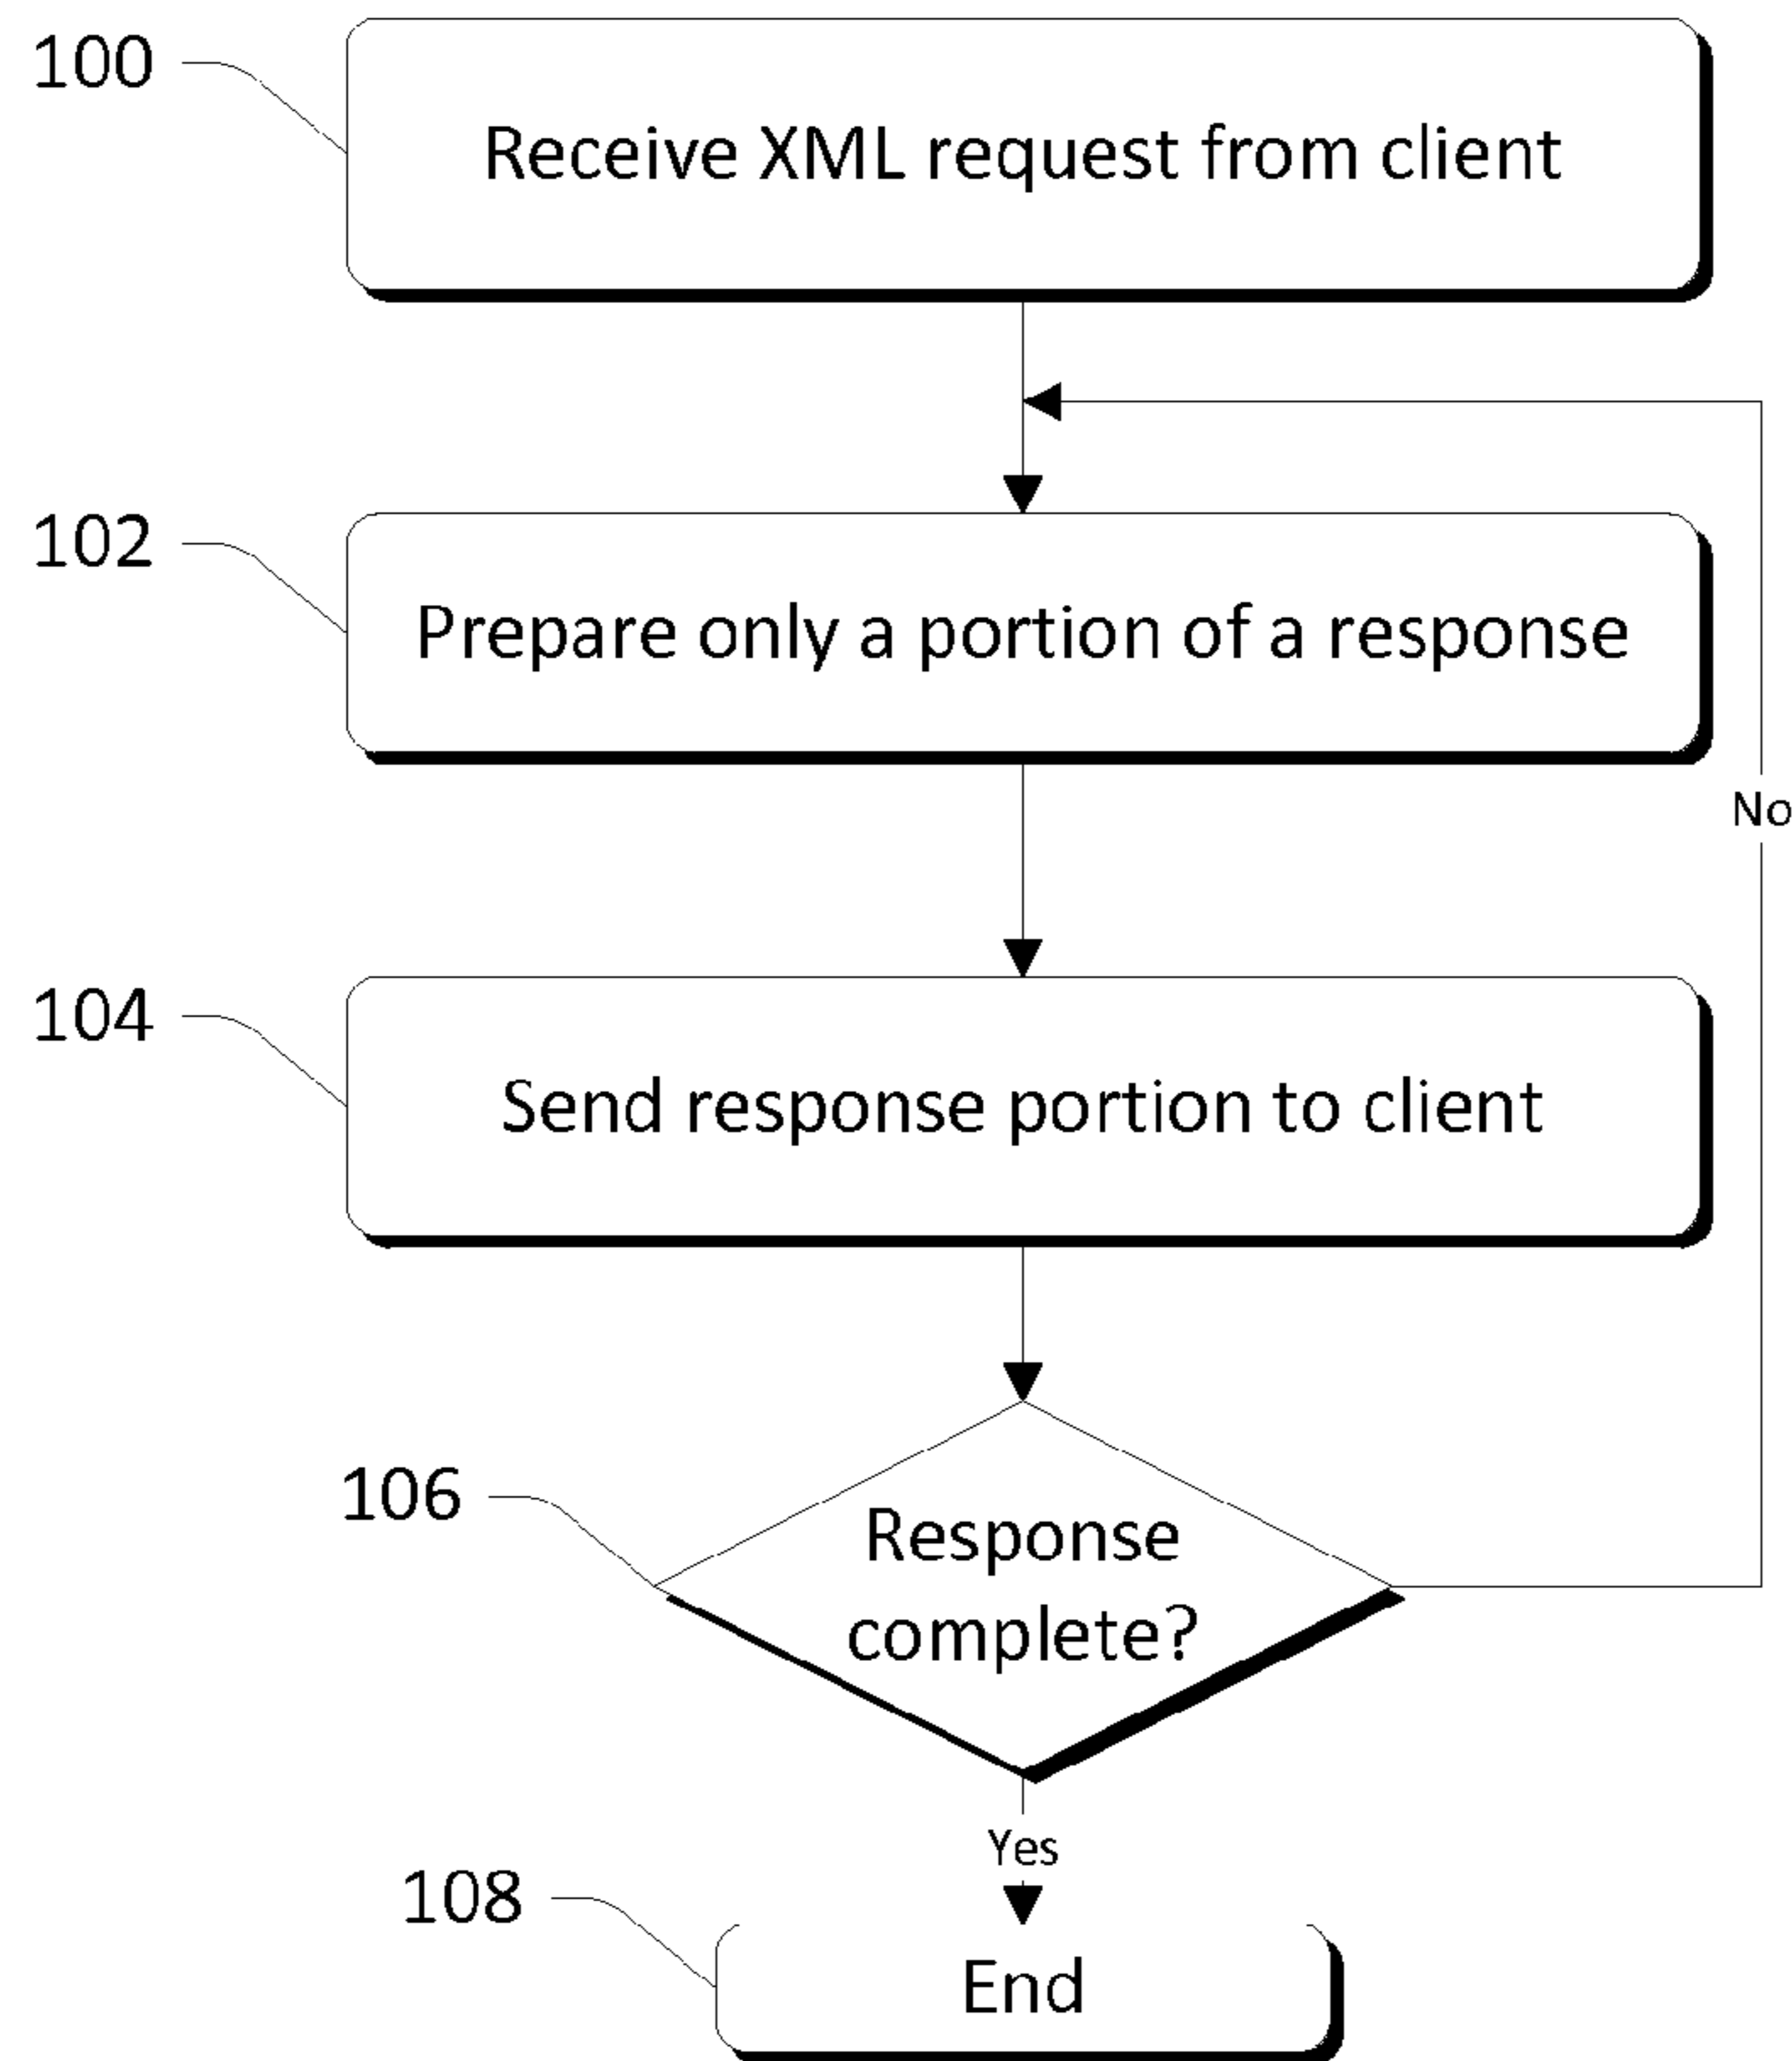 100
Receive XML request from client
102
Prepare only a portion of a response
No
104
Send response portion to client
106
Response
complete?
Yes
108
End